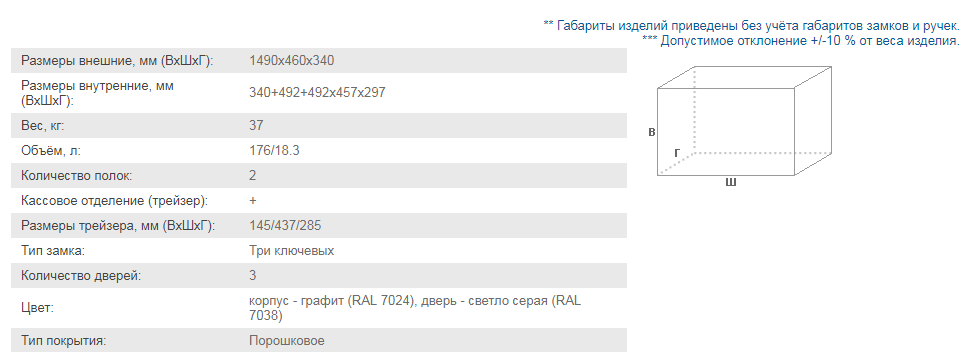 ** Габариты изделий приведены без учёта габаритов замков и ручек.
*** Допустимое отклонение +/-10 % от веса изделия.
Размеры внешние, мм (ВхШхГ): 1490x460x340
Размеры внутренние, мм (ВхШхГ): 340+492+492x457x297
Вес, кг: 37
Объём, л: 176/18.3
Количество полок: 2
Кассовое отделение (трейзер): +
Размеры трейзера, мм (ВхШхГ): 145/437/285
Тип замка: Три ключевых
Количество дверей: 3
Цвет: корпус - графит (RAL 7024), дверь - светло серая (RAL 7038)
Тип покрытия: Порошковое
В
Г
Ш